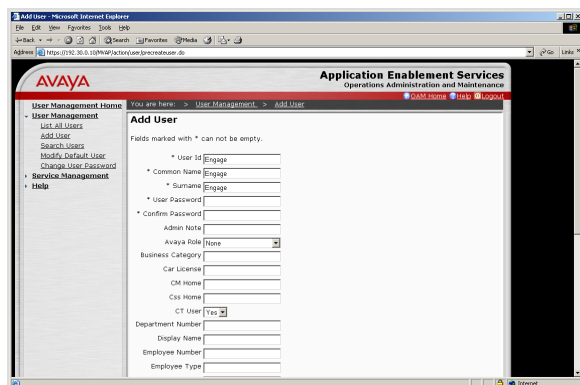 Add User - Microsoft Internet Explorer
File Edit View Favorites Tools Help
Back Search Favorites Media
Address https://192.30.0.10/MVAP/action/user/precreateuser.do Go Links »
AVAYA
Application Enablement Services
Operations Administration and Maintenance
OAM Home Help Logout
You are here: > User Management > Add User
User Management Home
User Management
List All Users
Add User
Search Users
Modify Default User
Change User Password
Service Management
Help
Add User
Fields marked with * can not be empty.
* User Id Engage
* Common Name Engage
* Surname Engage
* User Password
* Confirm Password
Admin Note
Avaya Role None
Business Category
Car License
CM Home
Css Home
CT User Yes
Department Number
Display Name
Employee Number
Employee Type
Internet